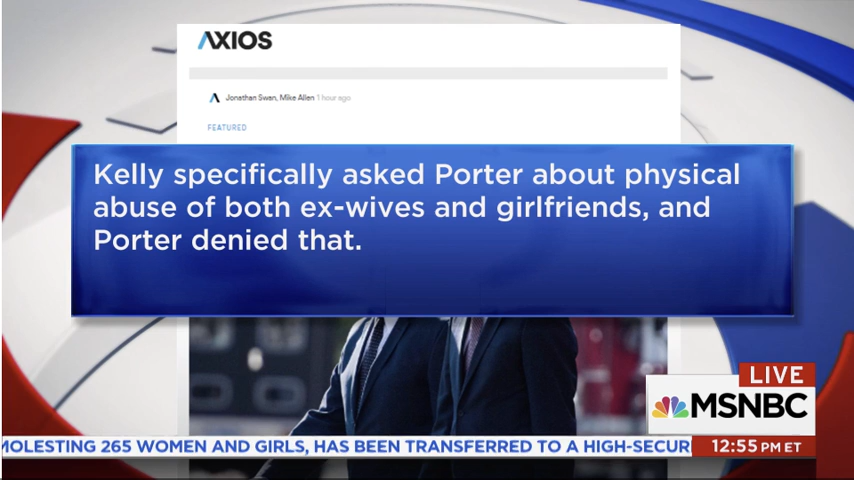 AXIOS
Jonathan Swan, Mike Allen 1 hour ago
FEATURED
Kelly specifically asked Porter about physical
abuse of both ex-wives and girlfriends, and
Porter denied that.
LIVE
MSNBC
MOLESTING 265 WOMEN AND GIRLS, HAS BEEN TRANSFERRED TO A HIGH-SECUR
12:55 PM ET